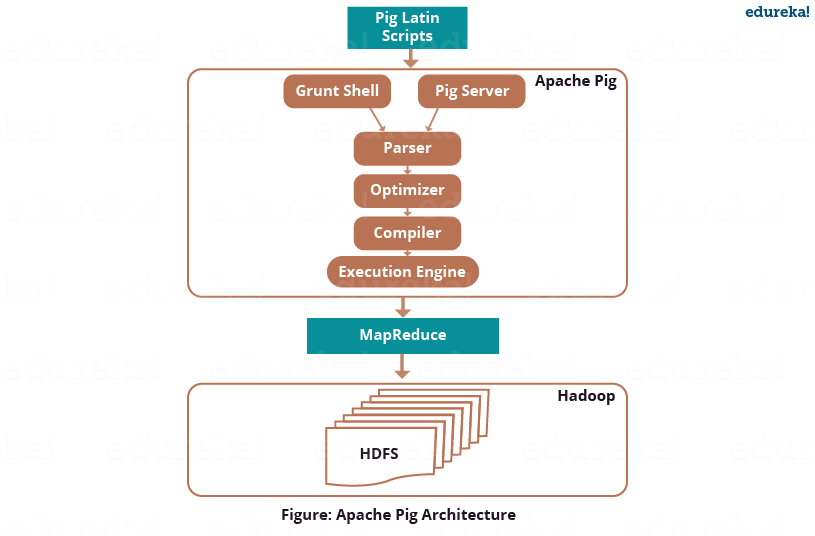 edureka!
Pig Latin
Scripts
Apache Pig
Grunt Shell
Pig Server
Parser
Optimizer
Compiler
Execution Engine
MapReduce
Hadoop
HDFS
Figure: Apache Pig Architecture